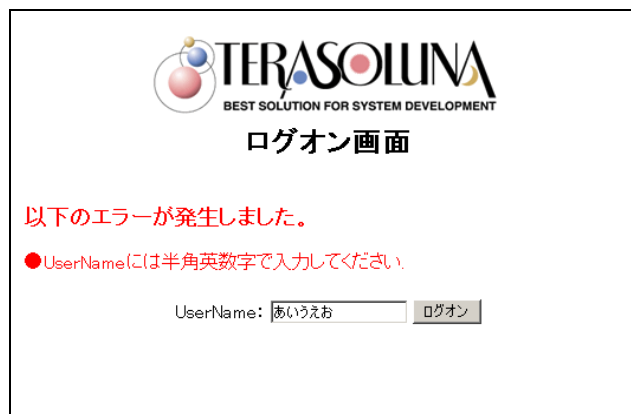 TERASOLUNA
BEST SOLUTION FOR SYSTEM DEVELOPMENT
ログオン画面
以下のエラーが発生しました。
●UserNameには半角英数字で入力してください.
UserName: あいうえお ログオン